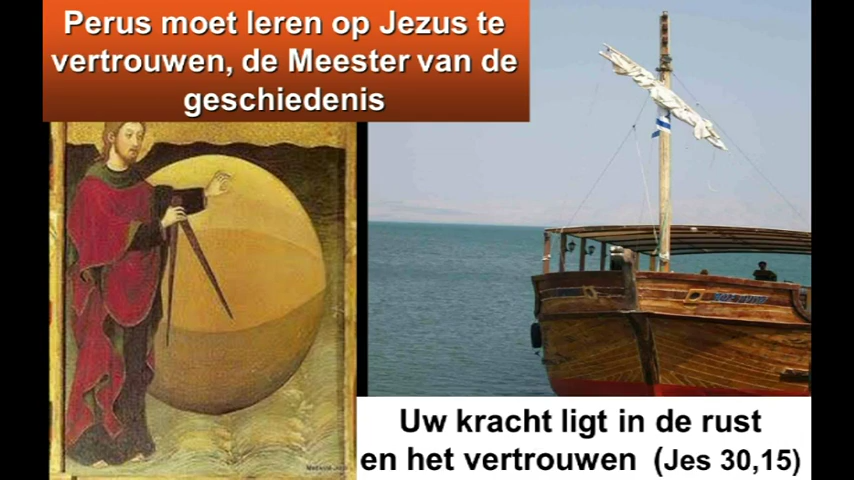 Perus moet leren op Jezus te
vertrouwen, de Meester van de
geschiedenis
Uw kracht ligt in de rust
en het vertrouwen (Jes 30,15)